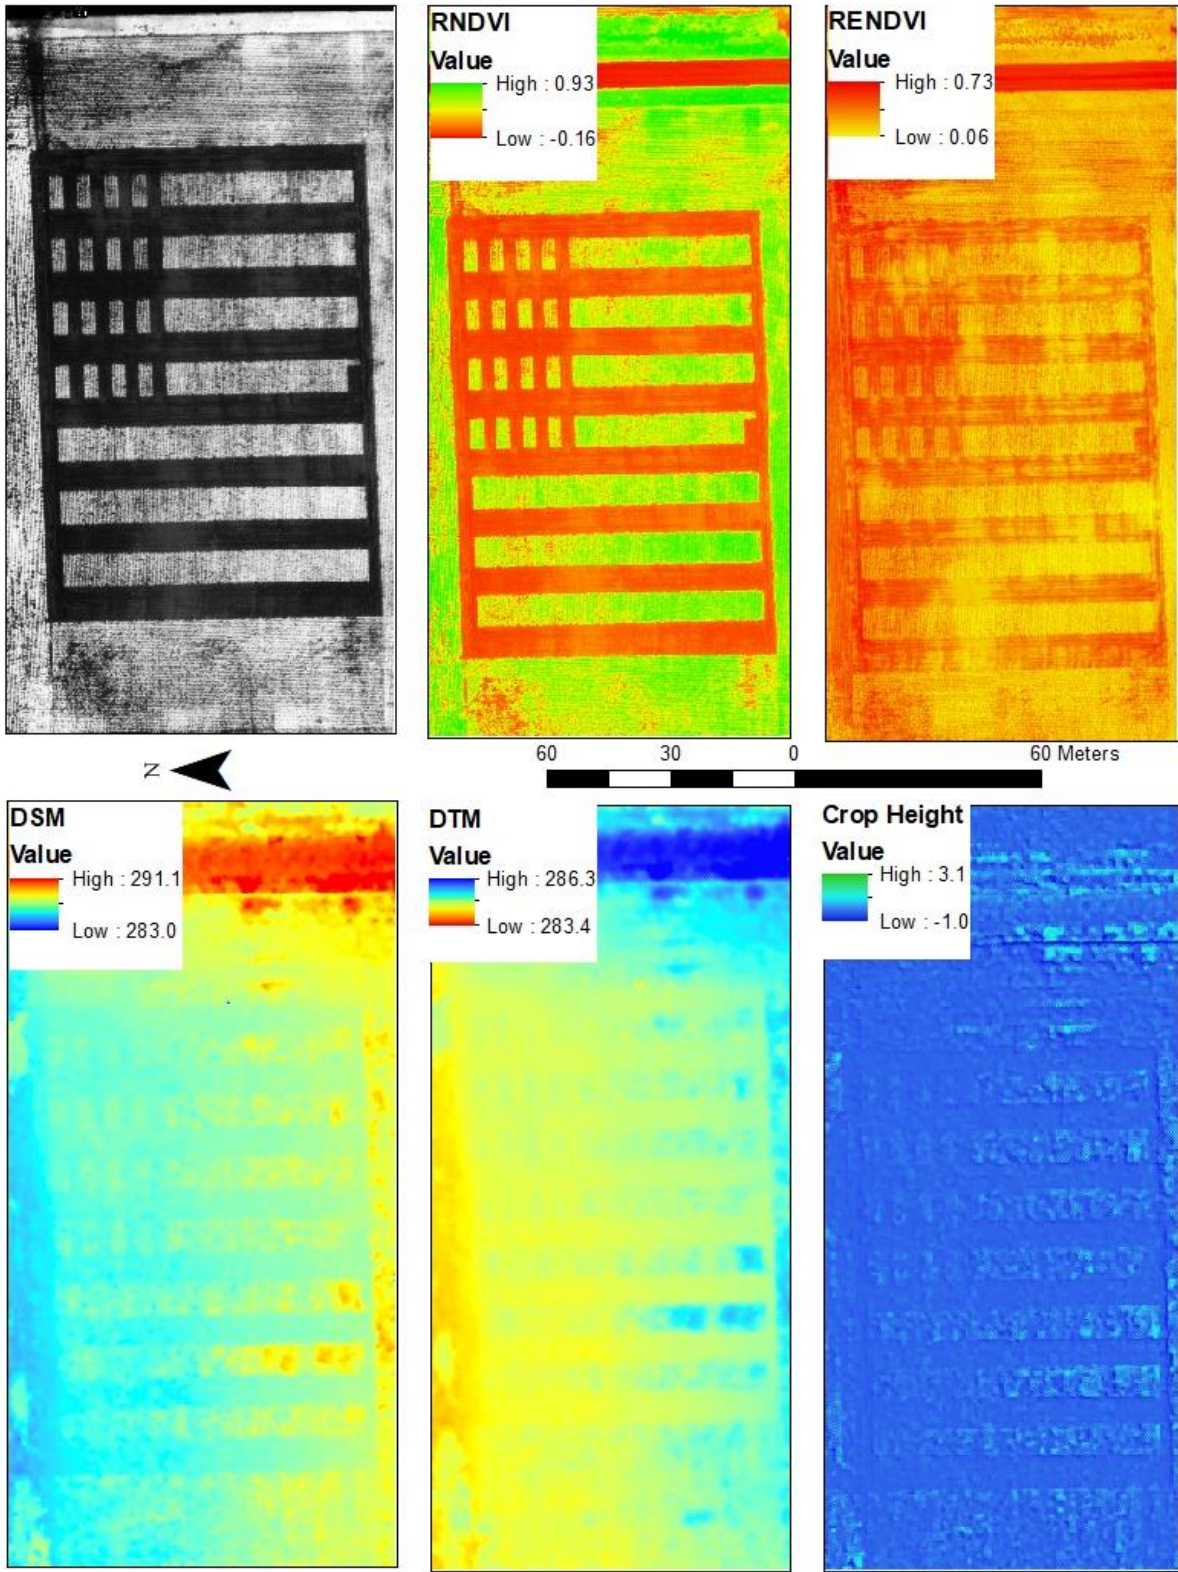 RNDVI
Value
High : 0.93
Low : -0.16
RENDVI
Value
High : 0.73
Low : 0.06
N
60 30 0 60 Meters
DSM
Value
High : 291.1
Low : 283.0
DTM
Value
High : 286.3
Low : 283.4
Crop Height
Value
High : 3.1
Low : -1.0